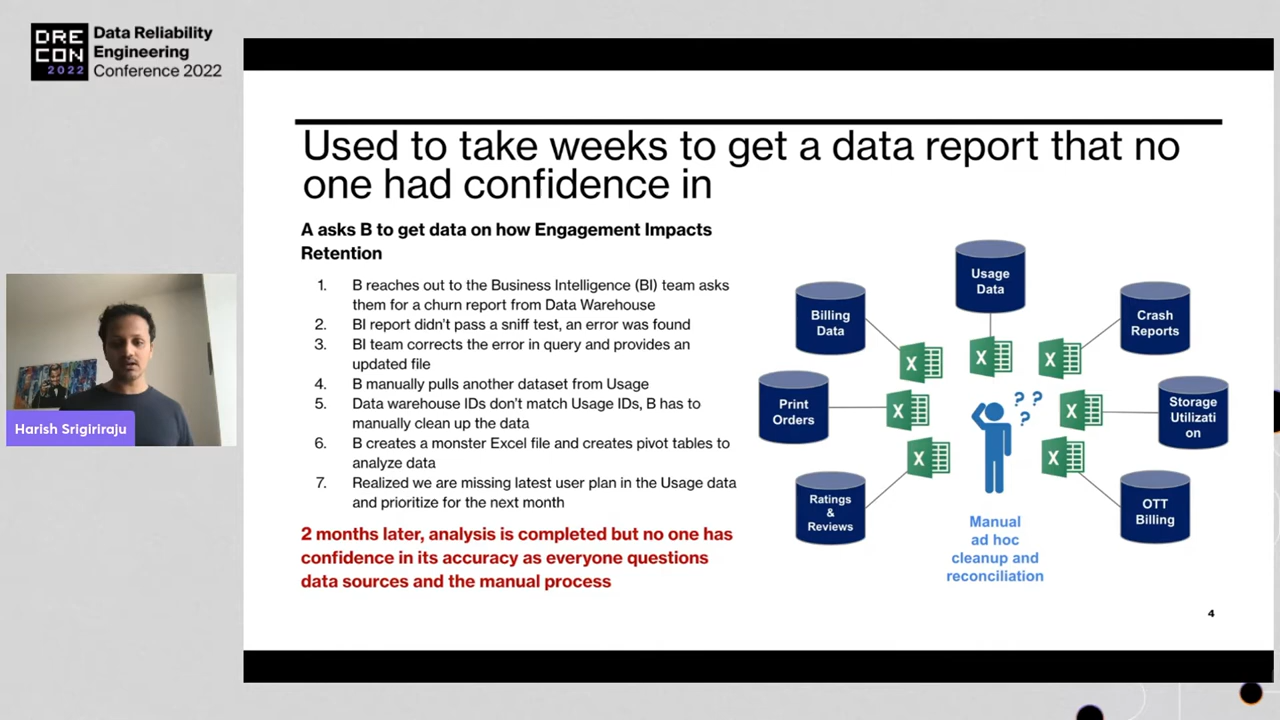 DRE
CON
2022
Data Reliability
Engineering
Conference 2022
Used to take weeks to get a data report that no
one had confidence in
A asks B to get data on how Engagement Impacts
Retention
1. B reaches out to the Business Intelligence (BI) team asks
them for a churn report from Data Warehouse
2. BI report didn't pass a sniff test, an error was found
3. BI team corrects the error in query and provides an
updated file
4. B manually pulls another dataset from Usage
5. Data warehouse IDs don't match Usage IDs, B has to
manually clean up the data
6. B creates a monster Excel file and creates pivot tables to
analyze data
7. Realized we are missing latest user plan in the Usage data
and prioritize for the next month
2 months later, analysis is completed but no one has
confidence in its accuracy as everyone questions
data sources and the manual process
Usage
Data
Billing
Data
Crash
Reports
Print
Orders
Storage
Utilizati
on
Ratings
&
Reviews
OTT
Billing
X
X
X
X
X
X
X
? ?
?
Manual
ad hoc
cleanup and
reconciliation
4
Harish Srigiriraju